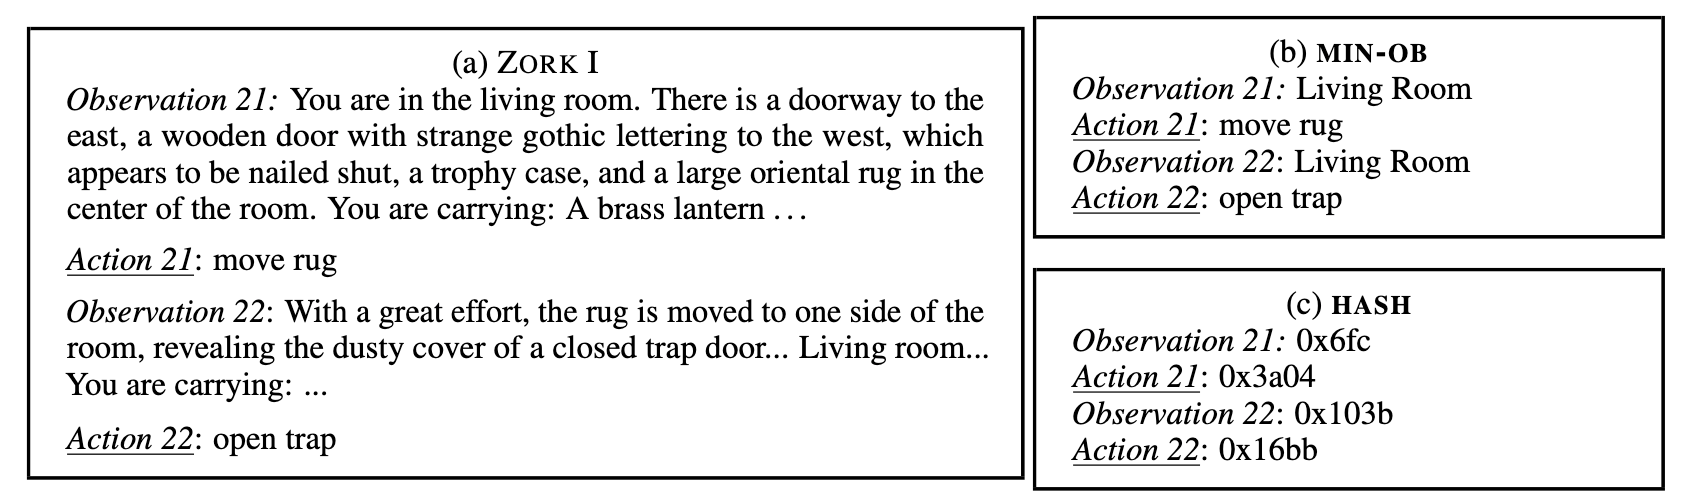 (a) ZORK I
Observation 21: You are in the living room. There is a doorway to the
east, a wooden door with strange gothic lettering to the west, which
appears to be nailed shut, a trophy case, and a large oriental rug in the
center of the room. You are carrying: A brass lantern ...
Action 21: move rug
Observation 22: With a great effort, the rug is moved to one side of the
room, revealing the dusty cover of a closed trap door... Living room...
You are carrying: ...
Action 22: open trap
(b) MIN-OB
Observation 21: Living Room
Action 21: move rug
Observation 22: Living Room
Action 22: open trap
(c) HASH
Observation 21: 0x6fc
Action 21: 0x3a04
Observation 22: 0x103b
Action 22: 0x16bb